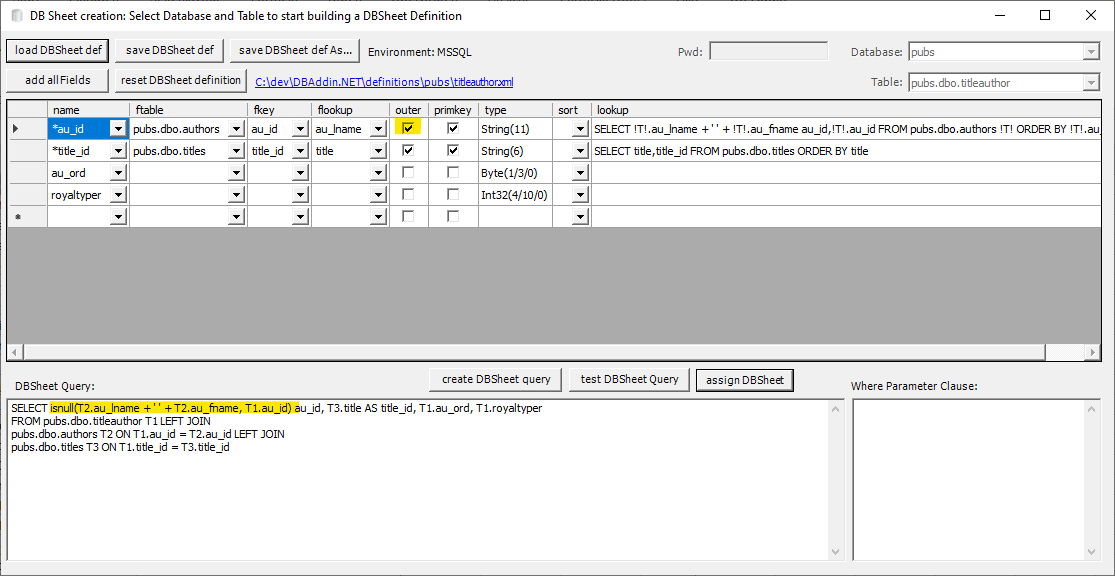 DB Sheet creation: Select Database and Table to start building a DBSheet Definition
load DBSheet def save DBSheet def save DBSheet def As... Environment: MSSQL Pwd: Database: pubs
add all Fields reset DBSheet definition C:\dev\DBAddin.NET\definitions\pubs\titleauthor.xml Table: pubs.dbo.titleauthor
name ftable fkey flookup outer primkey type sort lookup
*au_id pubs.dbo.authors au_id au_lname String(11) SELECT !T!.au_lname + ' ' + !T!.au_fname au_id,!T!.au_id FROM pubs.dbo.authors !T! ORDER BY !T!.au_
*title_id pubs.dbo.titles title_id title String(6) SELECT title,title_id FROM pubs.dbo.titles ORDER BY title
au_ord Byte(1/3/0)
royaltyper Int32(4/10/0)
*
DBSheet Query: create DBSheet query test DBSheet Query assign DBSheet Where Parameter Clause:
SELECT isnull(T2.au_lname + ' ' + T2.au_fname, T1.au_id) au_id, T3.title AS title_id, T1.au_ord, T1.royaltyper
FROM pubs.dbo.titleauthor T1 LEFT JOIN
pubs.dbo.authors T2 ON T1.au_id = T2.au_id LEFT JOIN
pubs.dbo.titles T3 ON T1.title_id = T3.title_id